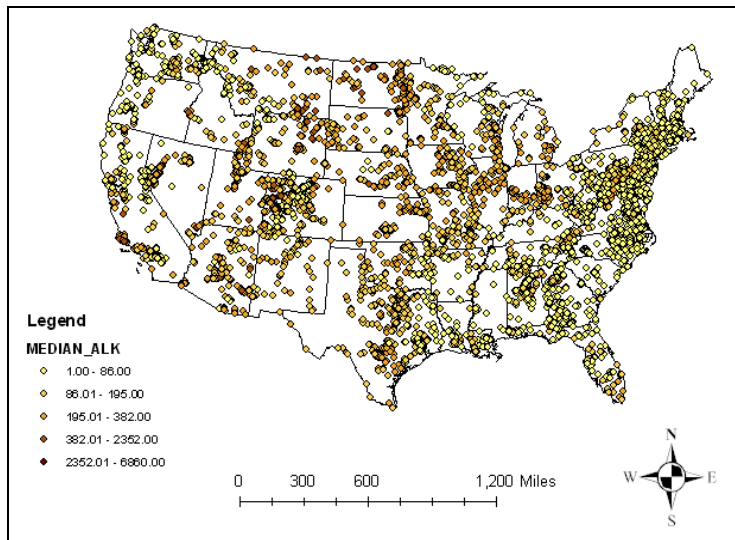 Legend
MEDIAN_ALK
1.00 - 86.00
86.01 - 195.00
195.01 - 382.00
382.01 - 2352.00
2352.01 - 6860.00
0 300 600 1,200 Miles
N
W E
S